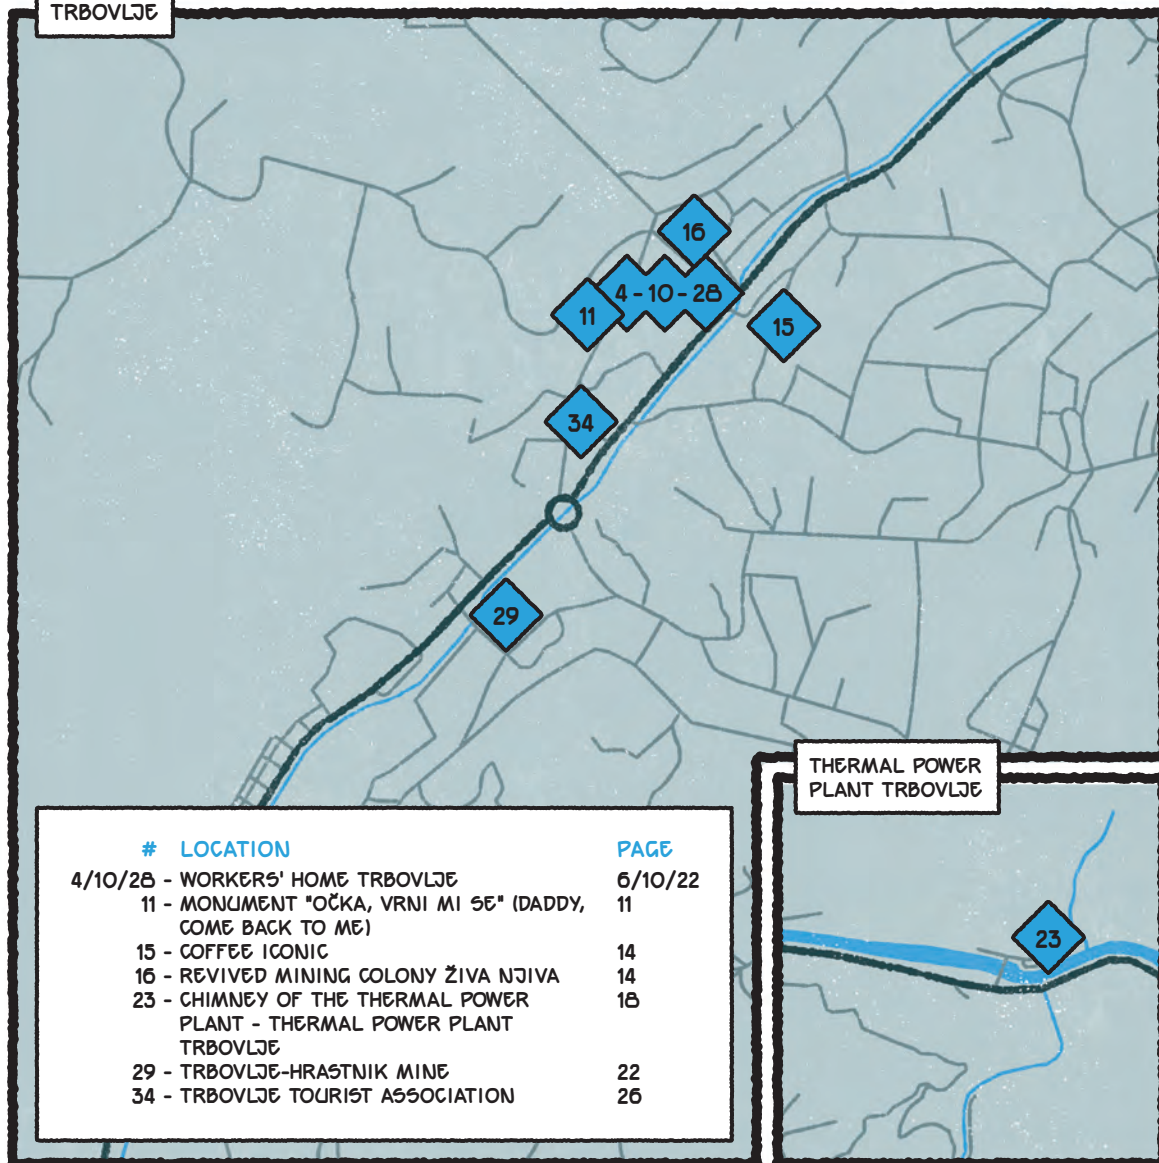 TRBOVLJE
16
4 - 10 - 28
11
15
34
29
THERMAL POWER
PLANT TRBOVLJE
23
# LOCATION PAGE
4/10/28 - WORKERS' HOME TRBOVLJE 6/10/22
11 - MONUMENT "OČKA, VRNI MI SE" (DADDY, 11
COME BACK TO ME)
15 - COFFEE ICONIC 14
16 - REVIVED MINING COLONY ŽIVA NJIVA 14
23 - CHIMNEY OF THE THERMAL POWER 18
PLANT - THERMAL POWER PLANT
TRBOVLJE
29 - TRBOVLJE-HRASTNIK MINE 22
34 - TRBOVLJE TOURIST ASSOCIATION 26